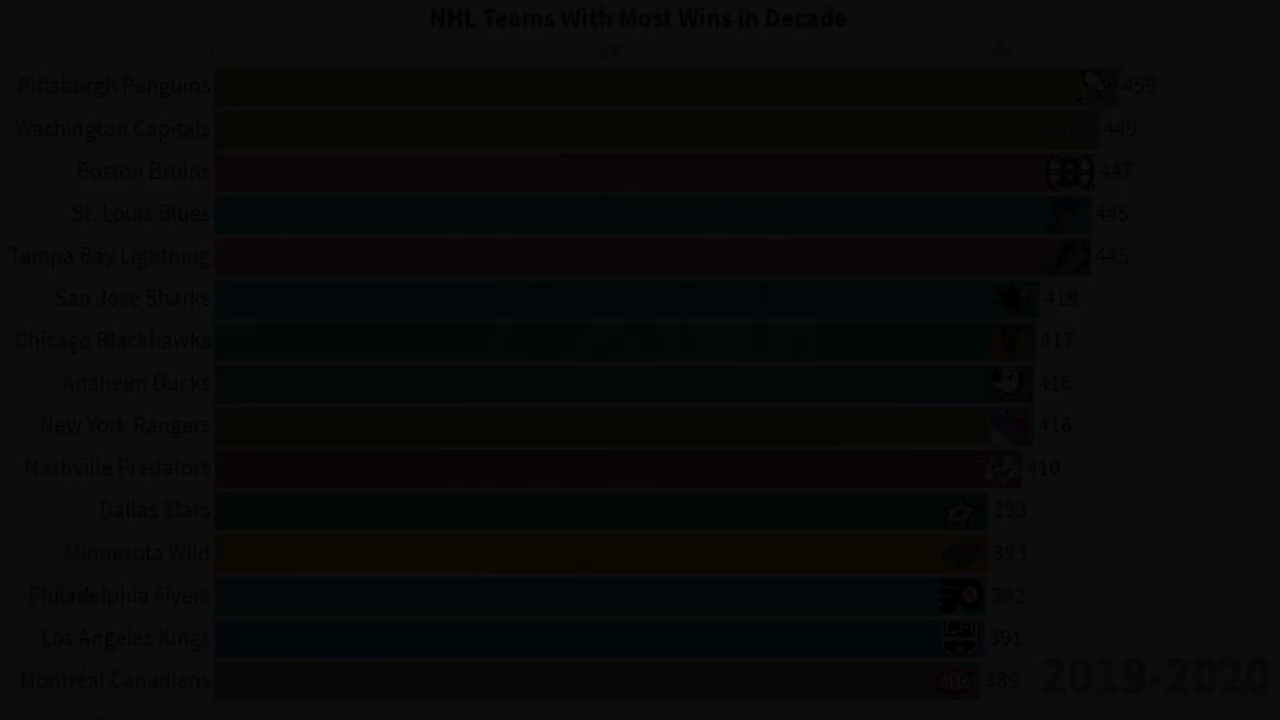 NHL Teams With Most Wins in Decade
0
Pittsburgh Penguins 459
Washington Capitals 449
Boston Bruins 447
St. Louis Blues 445
Tampa Bay Lightning 445
San Jose Sharks 419
Chicago Blackhawks 417
Anaheim Ducks 416
New York Rangers 416
Nashville Predators 410
Dallas Stars 393
Minnesota Wild 393
Philadelphia Flyers 392
Los Angeles Kings 391
Montréal Canadiens 389
2019-2020